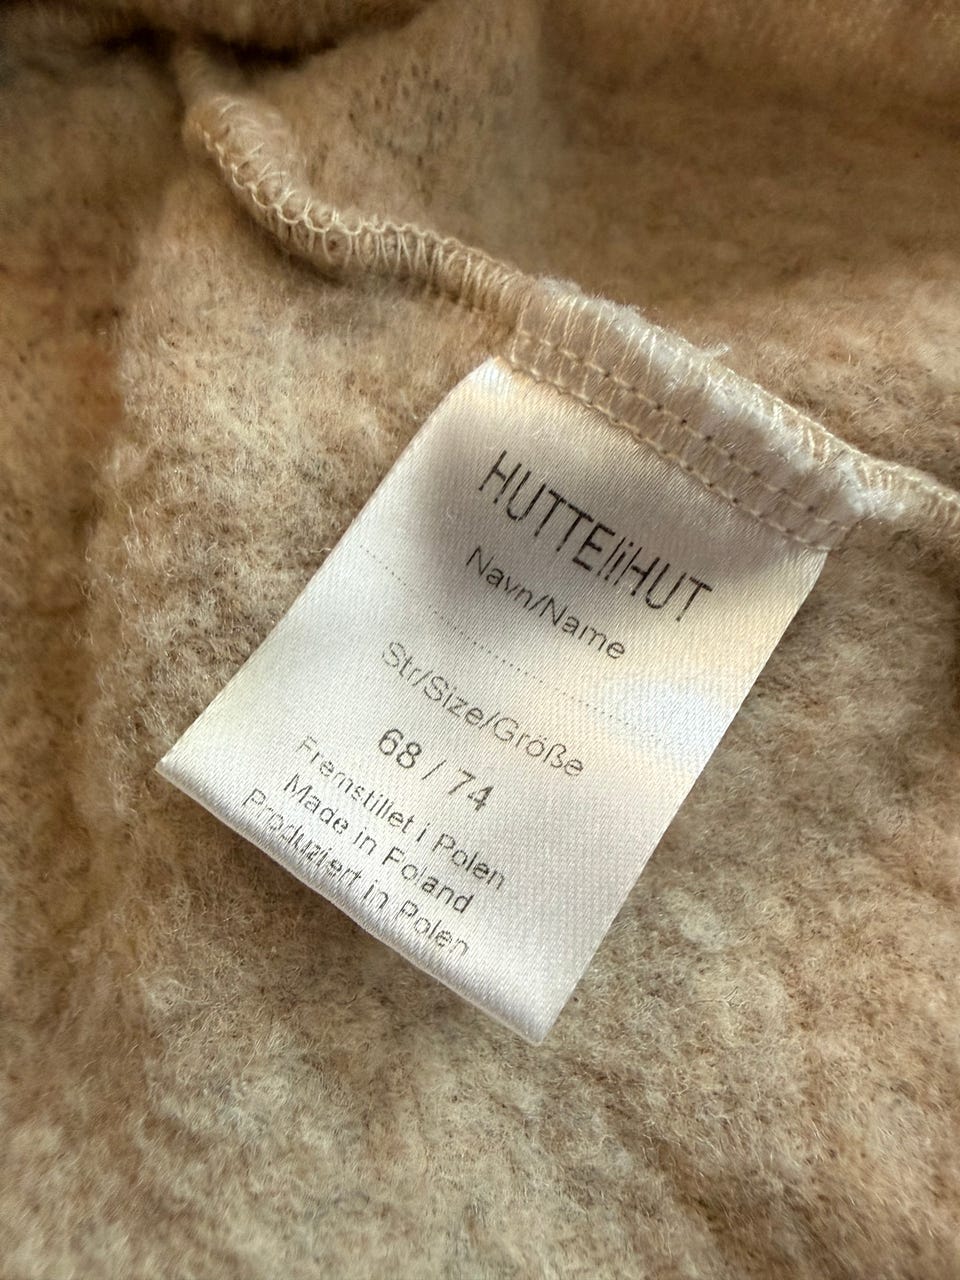 HUTTEliHUT
Navn/Name
Str/Size/Größe
68 / 74
Fremstillet i Polen
Made in Poland
Produziert in Polen